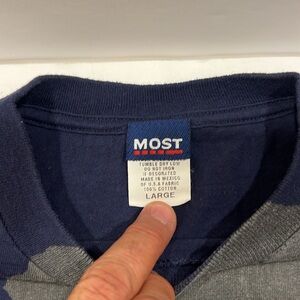 MOST
TUMBLE DRY LOW
DO NOT IRON
IF DECORATED
MADE IN MEXICO
OF U.S.A FABRIC
100% COTTON
LARGE